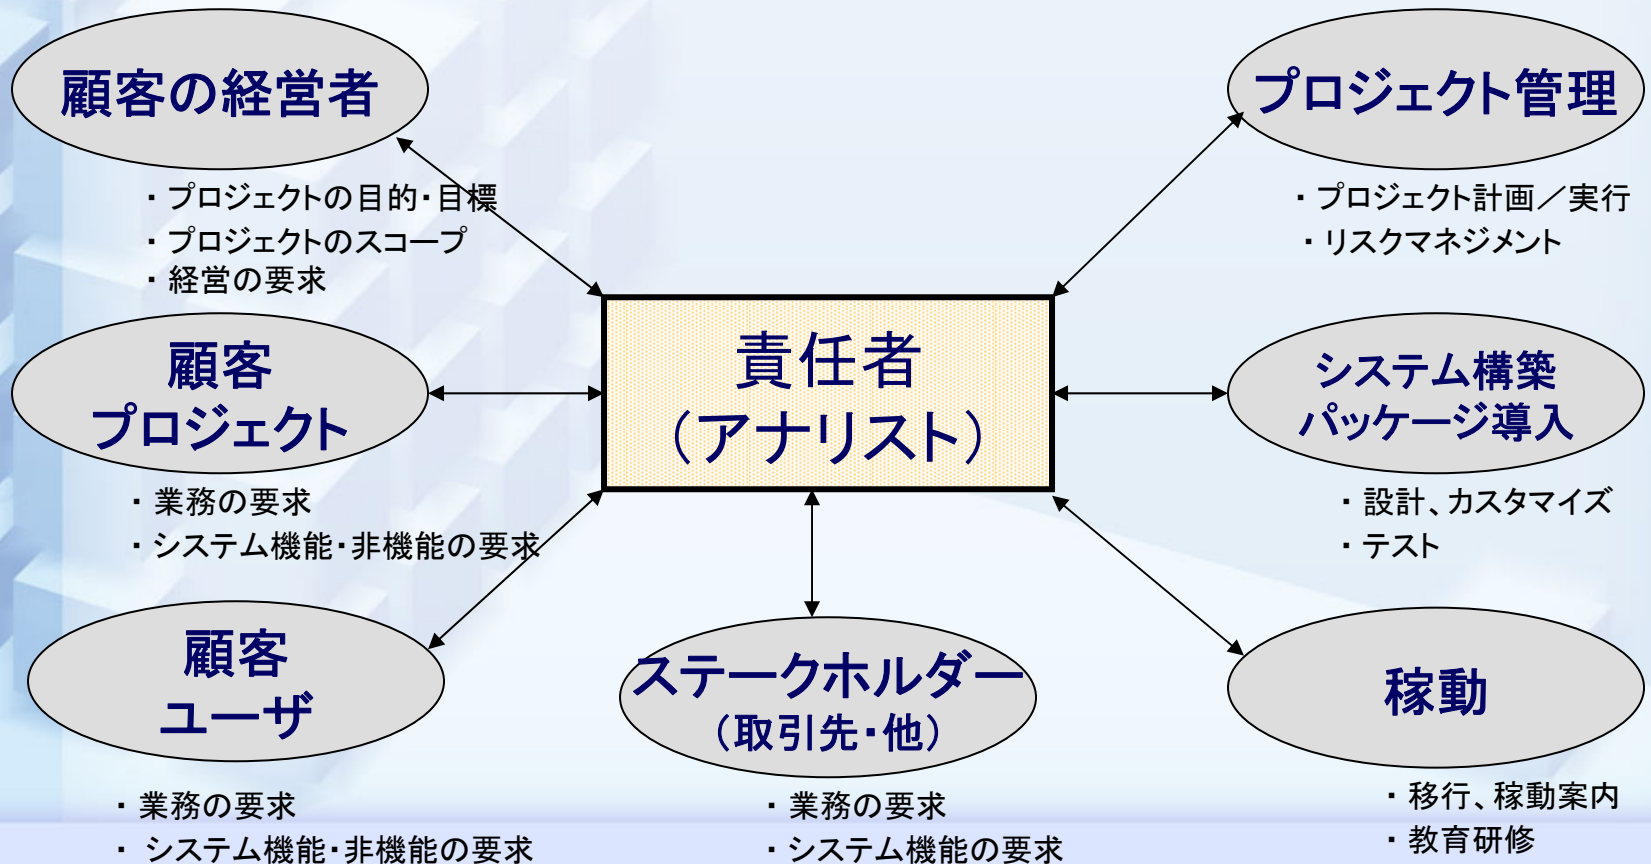 顧客の経営者
・プロジェクトの目的・目標
・プロジェクトのスコープ
・経営の要求
顧客
プロジェクト
・業務の要求
・システム機能・非機能の要求
顧客
ユーザ
・業務の要求
・システム機能・非機能の要求
責任者
（アナリスト）
ステークホルダー
（取引先・他）
・業務の要求
・システム機能の要求
プロジェクト管理
・プロジェクト計画／実行
・リスクマネジメント
システム構築
パッケージ導入
・設計、カスタマイズ
・テスト
稼動
・移行、稼動案内
・教育研修